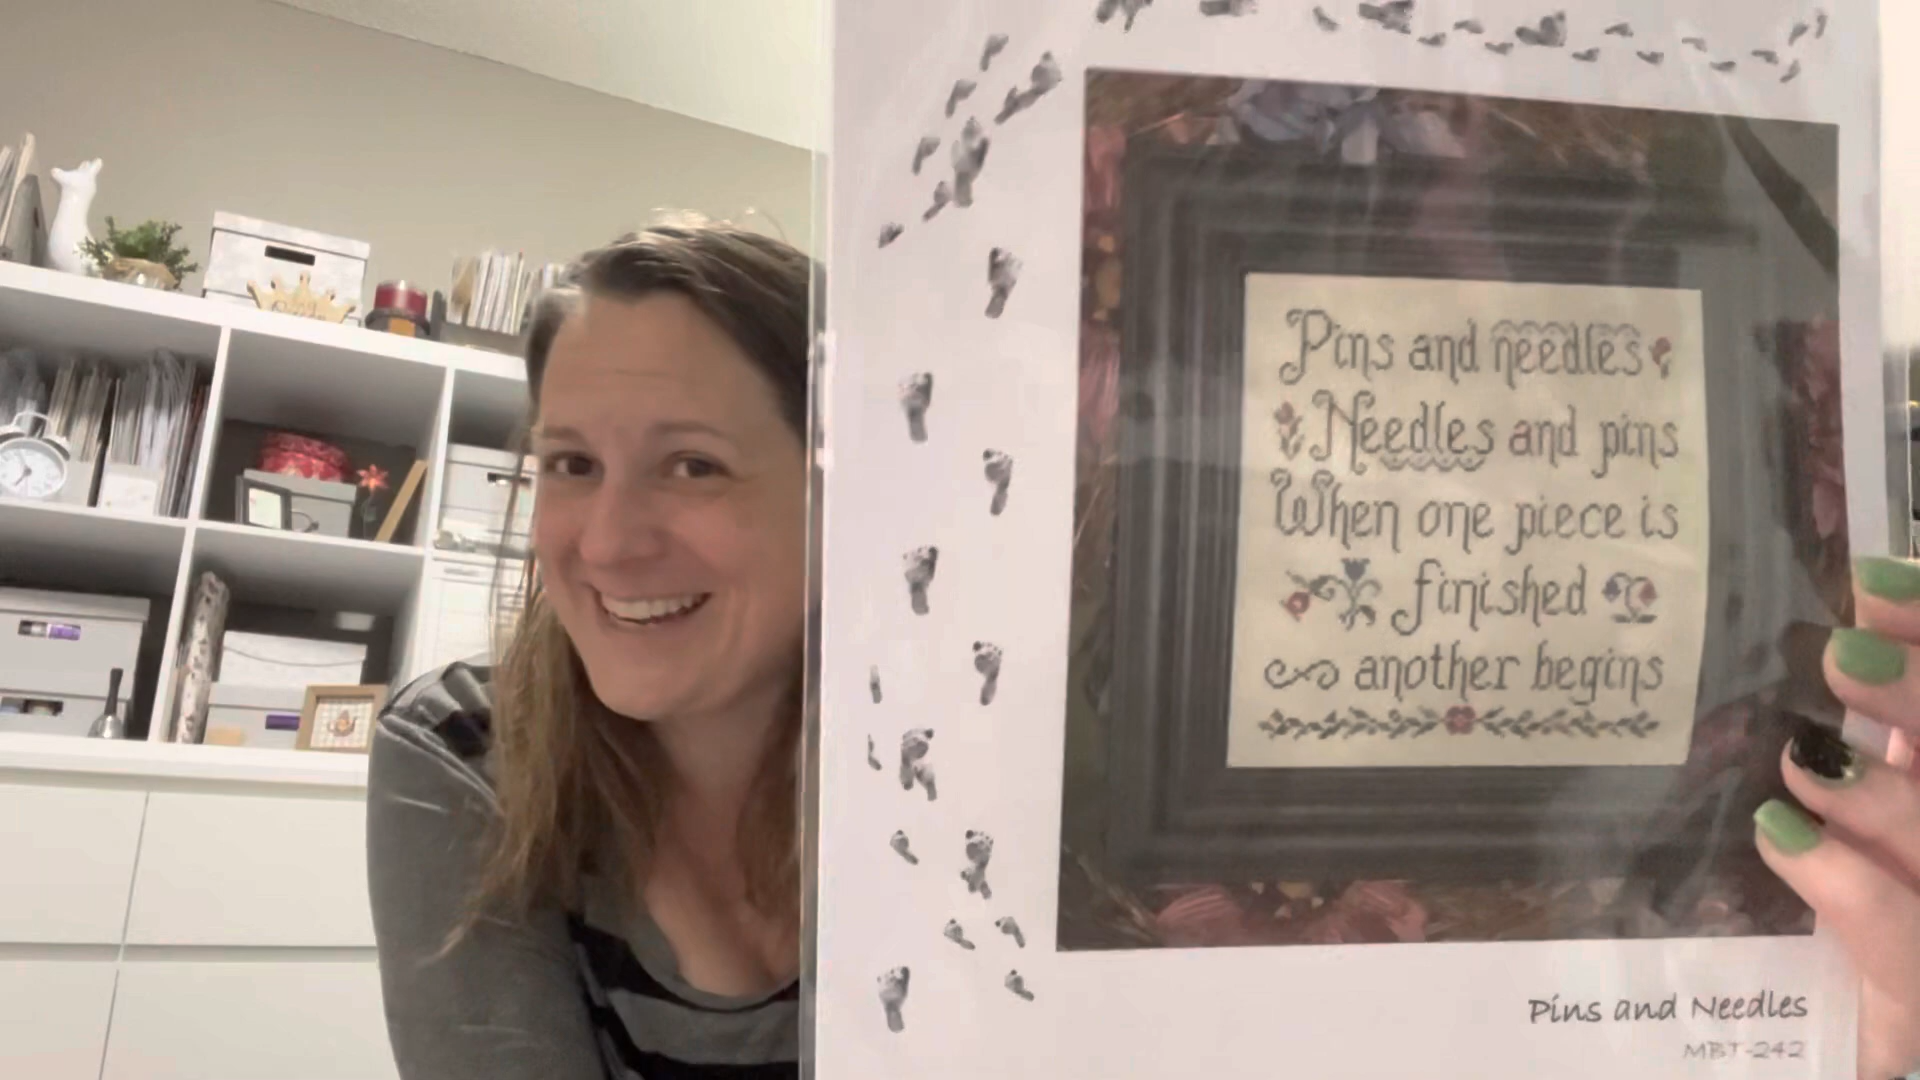 Pins and needles
Needles and pins
When one piece is
finished
another begins
Pins and Needles
MBT-242